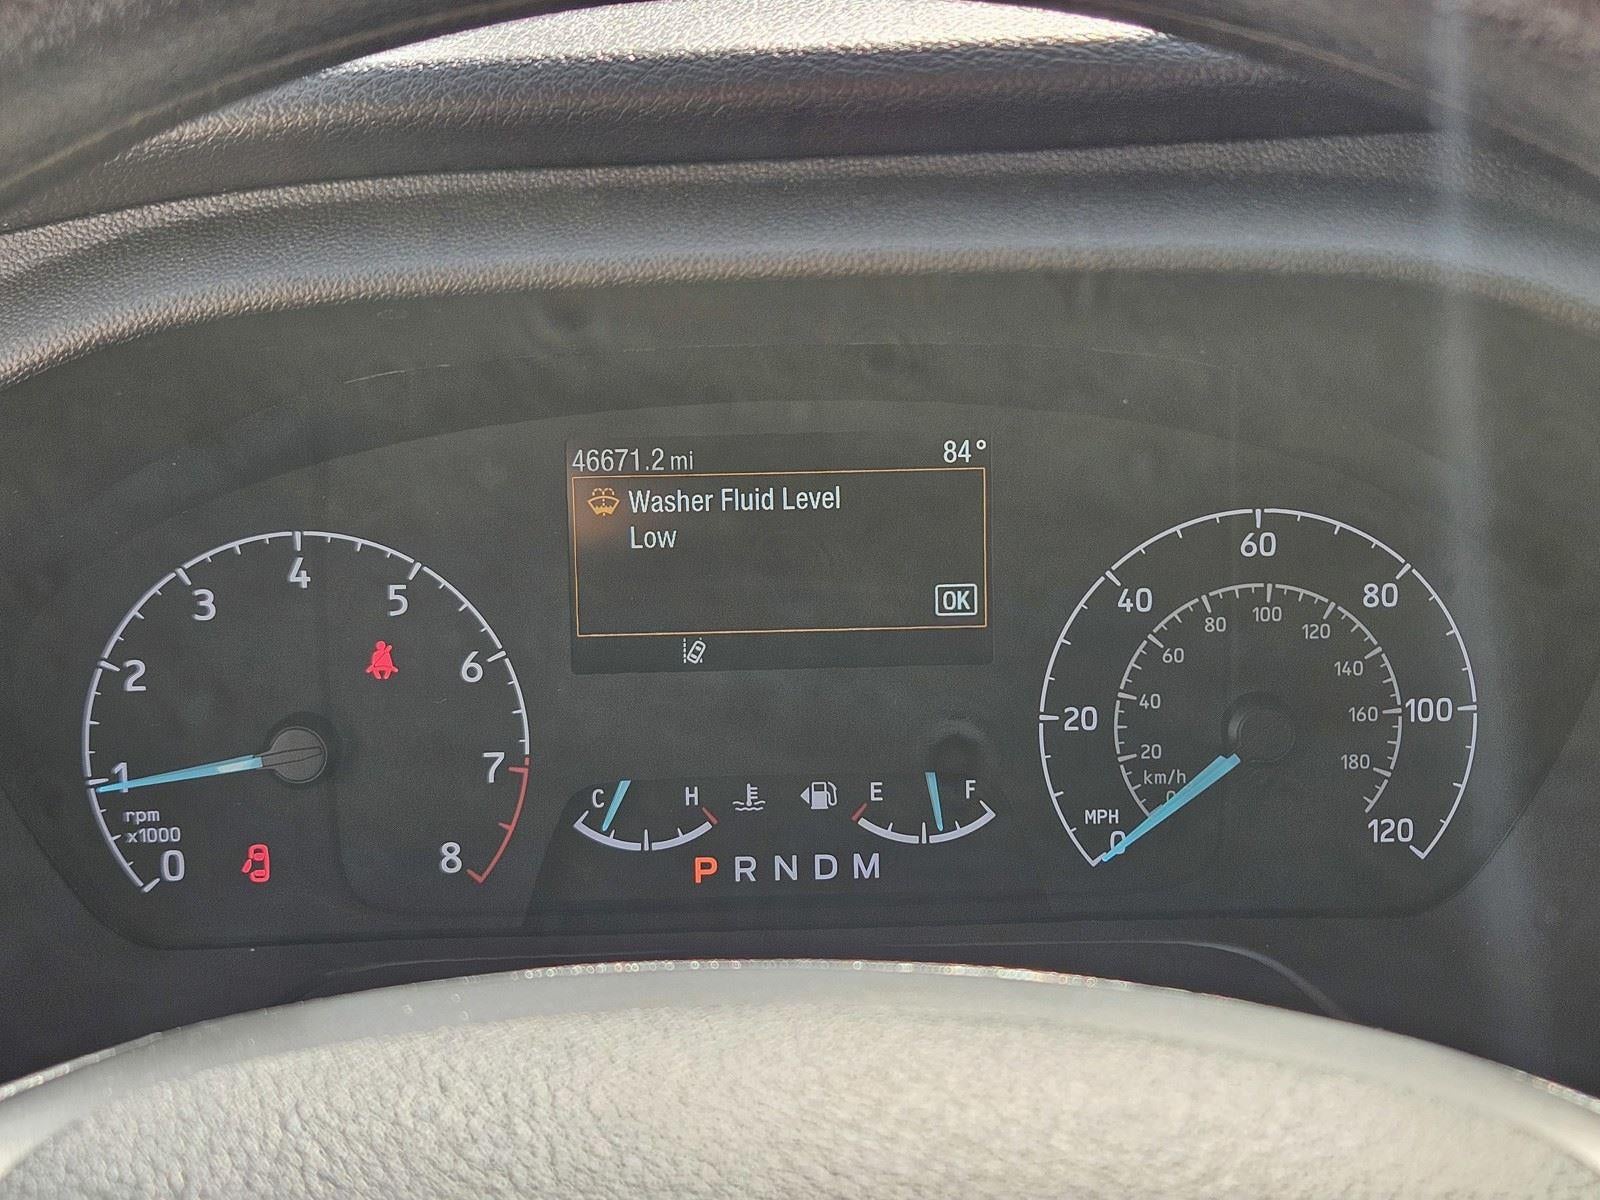 46671.2 mi 84°
Washer Fluid Level
Low
OK
0 1 2 3 4 5 6 7 8
rpm
x1000
C H E F
P R N D M
0 20 40 60 80 100 120
MPH
0 20 40 60 80 100 120 140 160 180
km/h